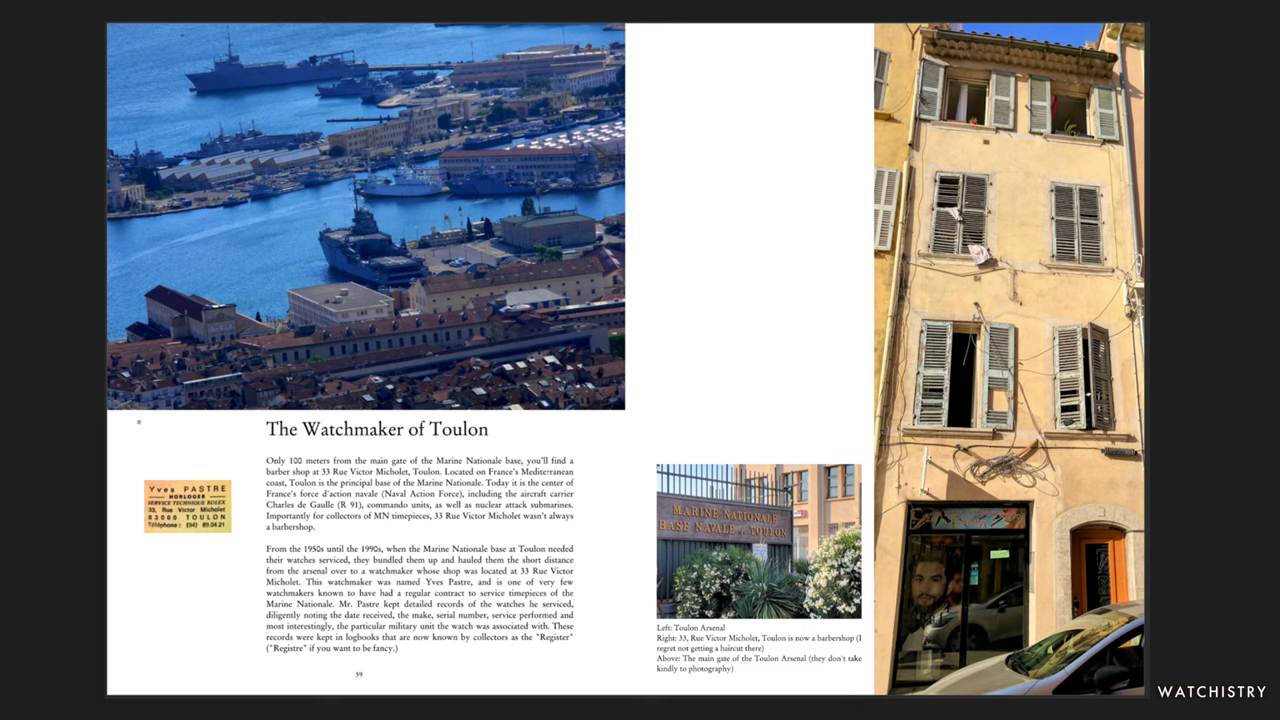 *
The Watchmaker of Toulon
Only 100 meters from the main gate of the Marine Nationale base, you'll find a
barber shop at 33 Rue Victor Micholet, Toulon. Located on France's Mediterranean
coast, Toulon is the principal base of the Marine Nationale. Today it is the center of
France's force d'action navale (Naval Action Force), including the aircraft carrier
Charles de Gaulle (R 91), commando units, as well as nuclear attack submarines.
Importantly for collectors of MN timepieces, 33 Rue Victor Micholet wasn't always
a barbershop.
Yves PASTRE
HORLOGER
SERVICE TECHNIQUE ROLEX
33, Rue Victor Micholet
83000 TOULON
Téléphone : (94) 89.04.21
From the 1950s until the 1990s, when the Marine Nationale base at Toulon needed
their watches serviced, they bundled them up and hauled them the short distance
from the arsenal over to a watchmaker whose shop was located at 33 Rue Victor
Micholet. This watchmaker was named Yves Pastre, and is one of very few
watchmakers known to have had a regular contract to service timepieces of the
Marine Nationale. Mr. Pastre kept detailed records of the watches he serviced,
diligently noting the date received, the make, serial number, service performed and
most interestingly, the particular military unit the watch was associated with. These
records were kept in logbooks that are now known by collectors as the "Register"
("Registre" if you want to be fancy.)
59
MARINE NATIONALE
BASE NAVALE DE TOULON
Left: Toulon Arsenal
Right: 33, Rue Victor Micholet, Toulon is now a barbershop (I
regret not getting a haircut there)
Above: The main gate of the Toulon Arsenal (they don't take
kindly to photography)
WATCHISTRY